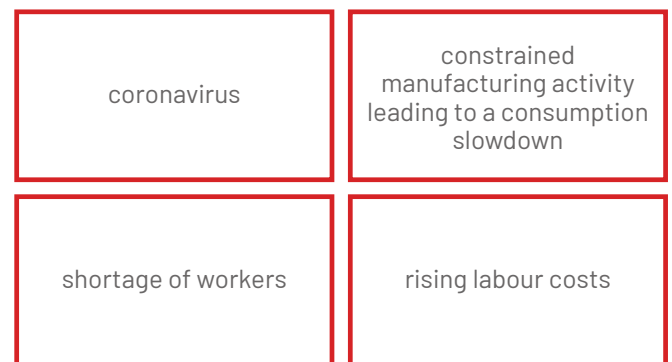 coronavirus
constrained
manufacturing activity
leading to a consumption
slowdown
shortage of workers
rising labour costs